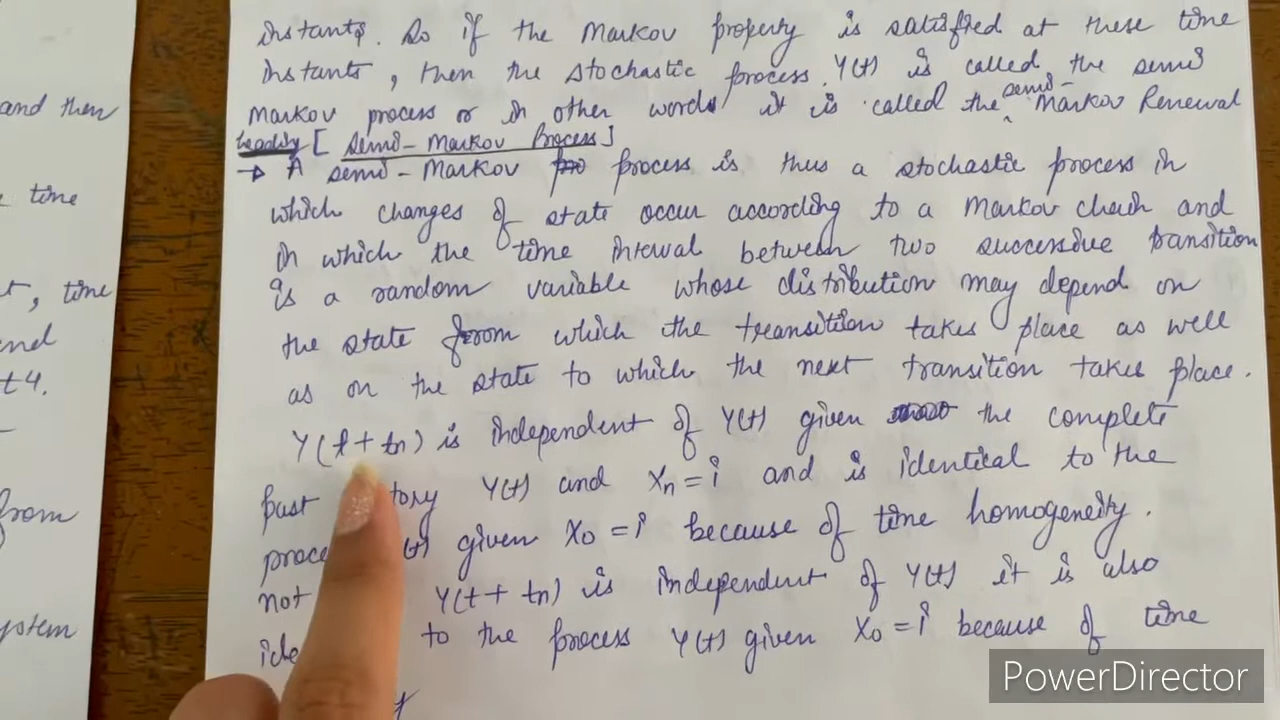 and then
time
t, time
and
t4.
from
system
instants. So if the Markov property is satisfied at these time
instants, then the stochastic process Y(t) is called the semi
Markov process or in other words it is called the semi- Markov Renewal
heading [Semi-Markov Process]
→ A semi-Markov process is thus a stochastic process in
which changes of state occur according to a Markov chain and
in which the time interval between two successive transition
is a random variable whose distribution may depend on
the state from which the transition takes place as well
as on the state to which the next transition takes place.
Y(t+tn) is independent of Y(t) given the complete
past tory Y(t) and Xn=i and is identical to the
proce (t) given X0=i because of time homogeneity.
not Y(t+tn) is independent of Y(t) it is also
ide to the process Y(t) given X0=i because of time
PowerDirector